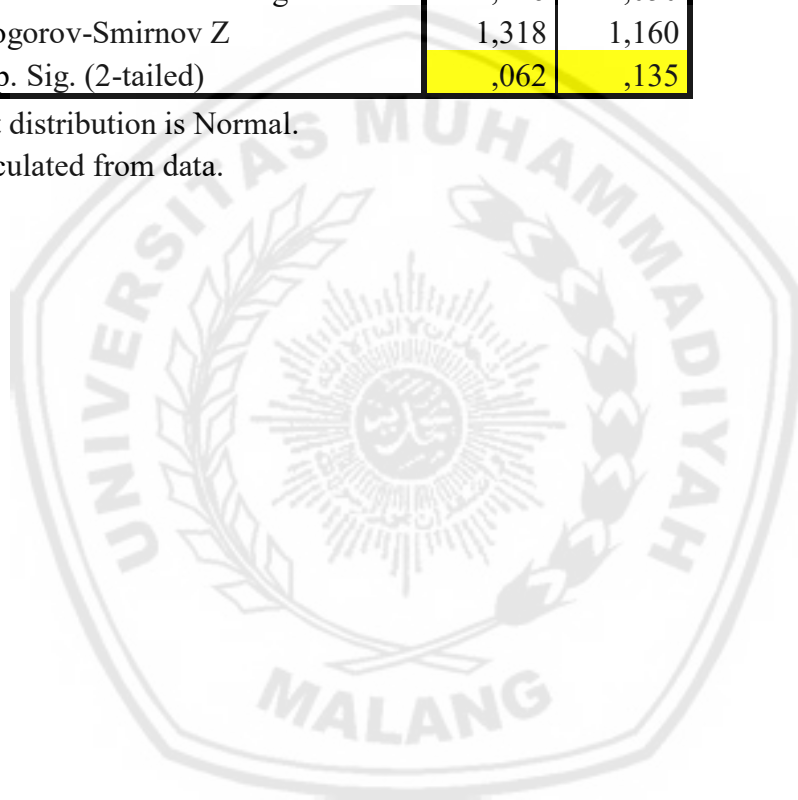 ogorov-Smirnov Z 1,318 1,160
. Sig. (2-tailed) ,062 ,135
distribution is Normal.
culated from data.
UNIVERSITAS MUHAMMADIYAH
MALANG